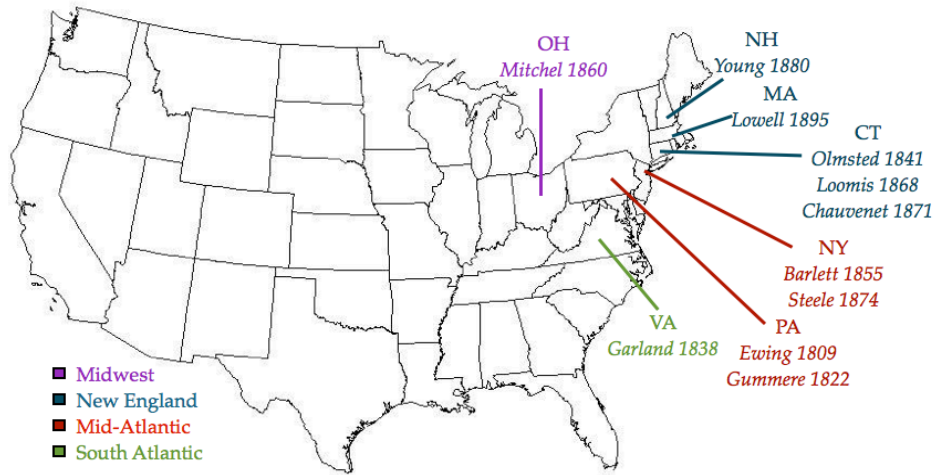 OH
Mitchel 1860
NH
Young 1880
MA
Lowell 1895
CT
Olmsted 1841
Loomis 1868
Chauvenet 1871
NY
Barlett 1855
Steele 1874
PA
Ewing 1809
Gummere 1822
VA
Garland 1838
Midwest
New England
Mid-Atlantic
South Atlantic